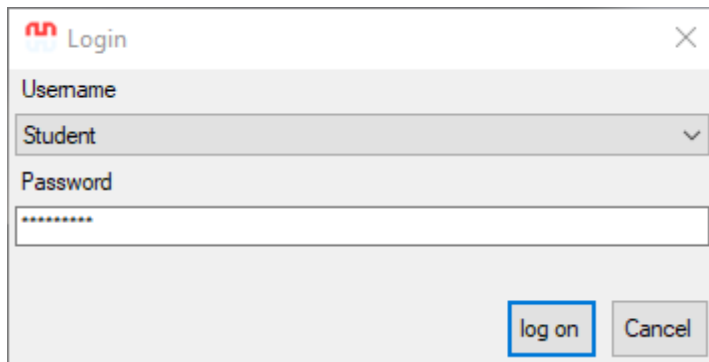 Login
Username
Student
Password
*********
log on Cancel